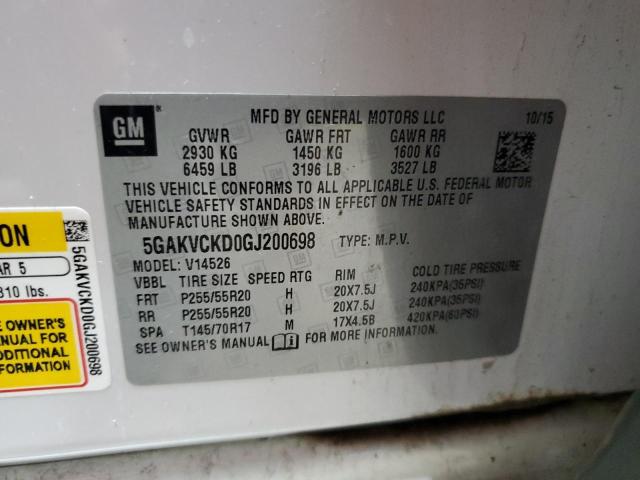 GM
MFD BY GENERAL MOTORS LLC 10/15
GVWR GAWR FRT GAWR RR
2930 KG 1450 KG 1600 KG
6459 LB 3196 LB 3527 LB
THIS VEHICLE CONFORMS TO ALL APPLICABLE U.S. FEDERAL MOTOR
VEHICLE SAFETY STANDARDS IN EFFECT ON THE DATE OF
MANUFACTURE SHOWN ABOVE.
5GAKVCKD0GJ200698 TYPE: M.P.V.
MODEL: V14526
VBBL TIRE SIZE SPEED RTG RIM COLD TIRE PRESSURE
FRT P255/55R20 H 20X7.5J 240KPA(35PSI)
RR P255/55R20 H 20X7.5J 240KPA(35PSI)
SPA T145/70R17 M 17X4.5B 420KPA(60PSI)
SEE OWNER'S MANUAL i FOR MORE INFORMATION.
ON
AR 5
310 lbs.
E OWNER'S
NUAL FOR
DDITIONAL
ORMATION
5GAKVCKD0GJ200698